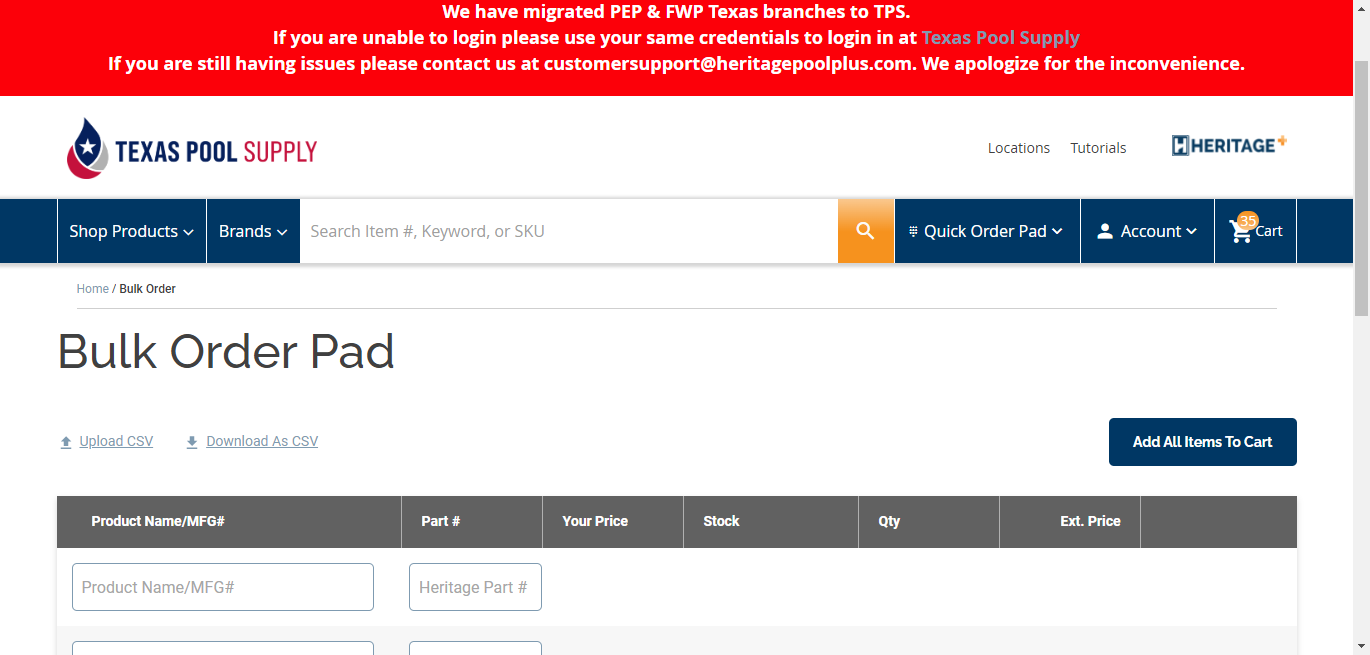 We have migrated PEP & FWP Texas branches to TPS.
If you are unable to login please use your same credentials to login in at Texas Pool Supply
If you are still having issues please contact us at customersupport@heritagepoolplus.com. We apologize for the inconvenience.
TEXAS POOL SUPPLY
Locations Tutorials HERITAGE+
Shop Products Brands Search Item #, Keyword, or SKU Quick Order Pad Account 35 Cart
Home / Bulk Order
Bulk Order Pad
Upload CSV Download As CSV Add All Items To Cart
Product Name/MFG# Part # Your Price Stock Qty Ext. Price
Product Name/MFG# Heritage Part #